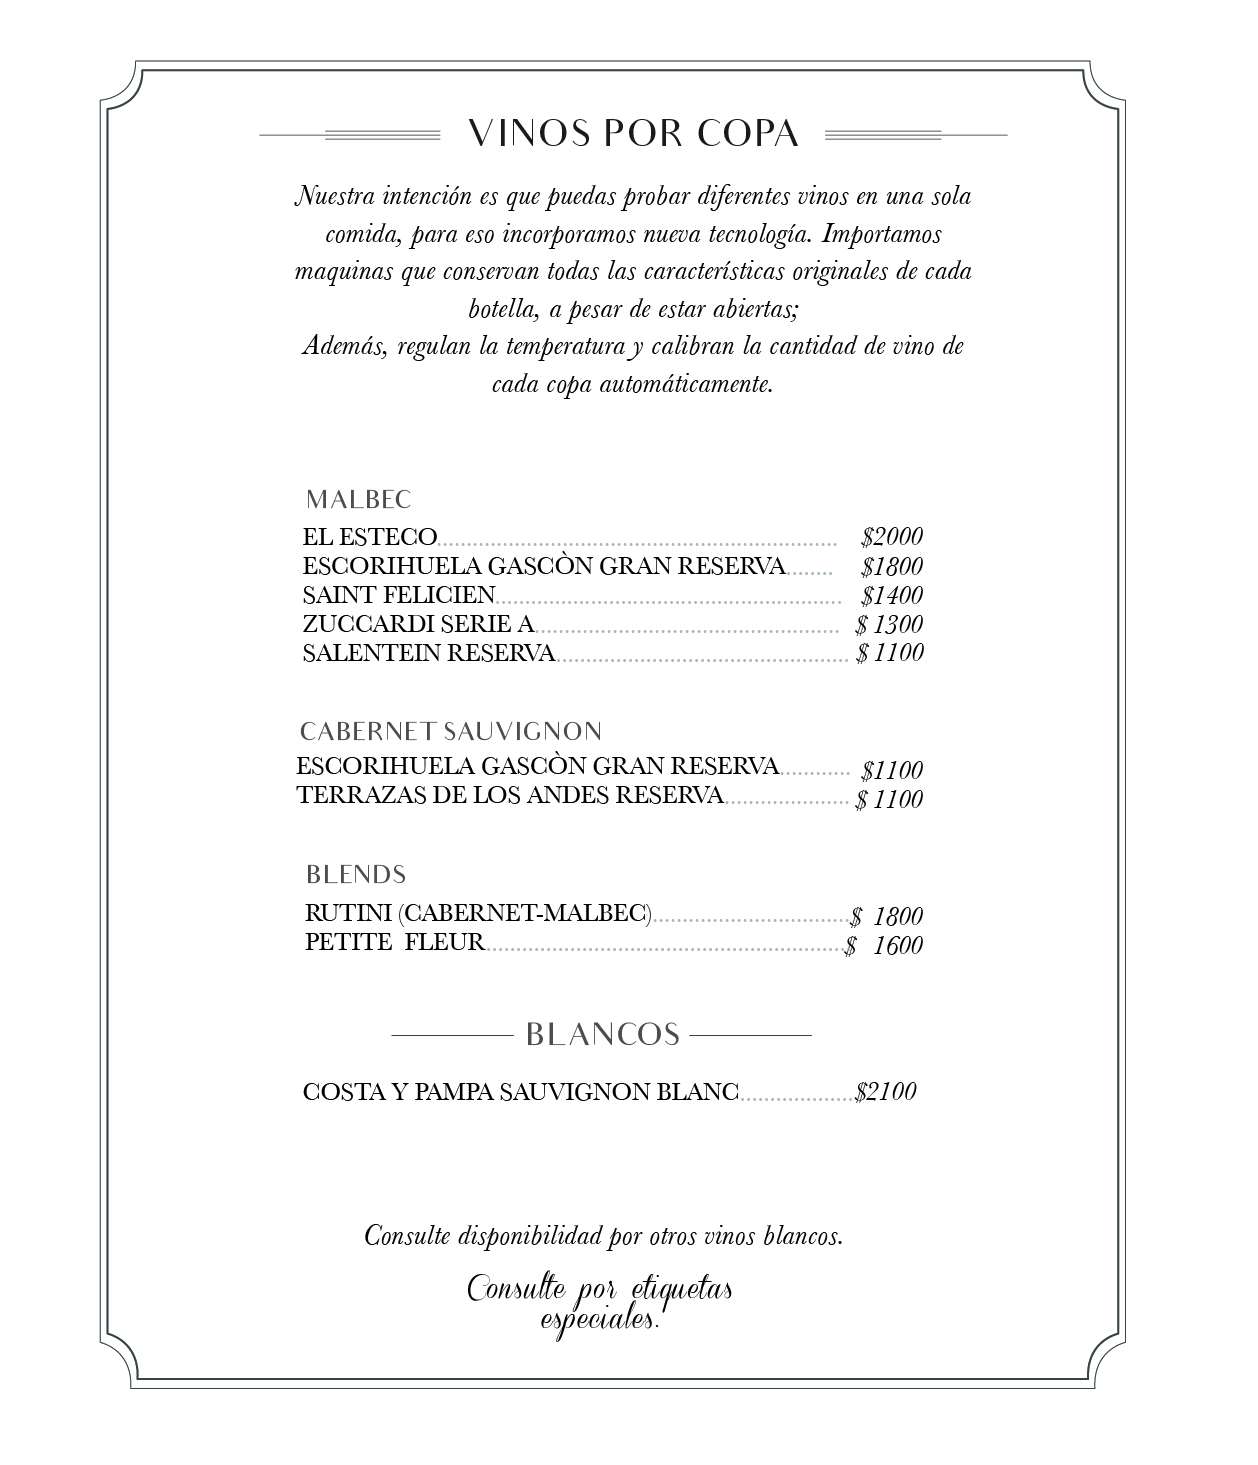 VINOS POR COPA
Nuestra intención es que puedas probar diferentes vinos en una sola
comida, para eso incorporamos nueva tecnología. Importamos
maquinas que conservan todas las características originales de cada
botella, a pesar de estar abiertas;
Además, regulan la temperatura y calibran la cantidad de vino de
cada copa automáticamente.
MALBEC
EL ESTECO.................................................................... $2000
ESCORIHUELA GASCÒN GRAN RESERVA........ $1800
SAINT FELICIEN........................................................... $1400
ZUCCARDI SERIE A.................................................... $ 1300
SALENTEIN RESERVA................................................. $ 1100
CABERNET SAUVIGNON
ESCORIHUELA GASCÒN GRAN RESERVA............ $1100
TERRAZAS DE LOS ANDES RESERVA..................... $ 1100
BLENDS
RUTINI (CABERNET-MALBEC).................................$ 1800
PETITE FLEUR.............................................................$ 1600
BLANCOS
COSTA Y PAMPA SAUVIGNON BLANC...................$2100
Consulte disponibilidad por otros vinos blancos.
Consulte por etiquetas
especiales.